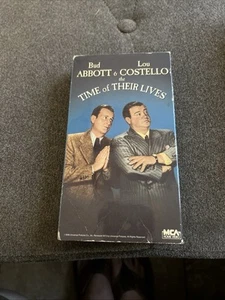 Bud Lou
ABBOTT & COSTELLO
the
TIME of THEIR LIVES
MCA